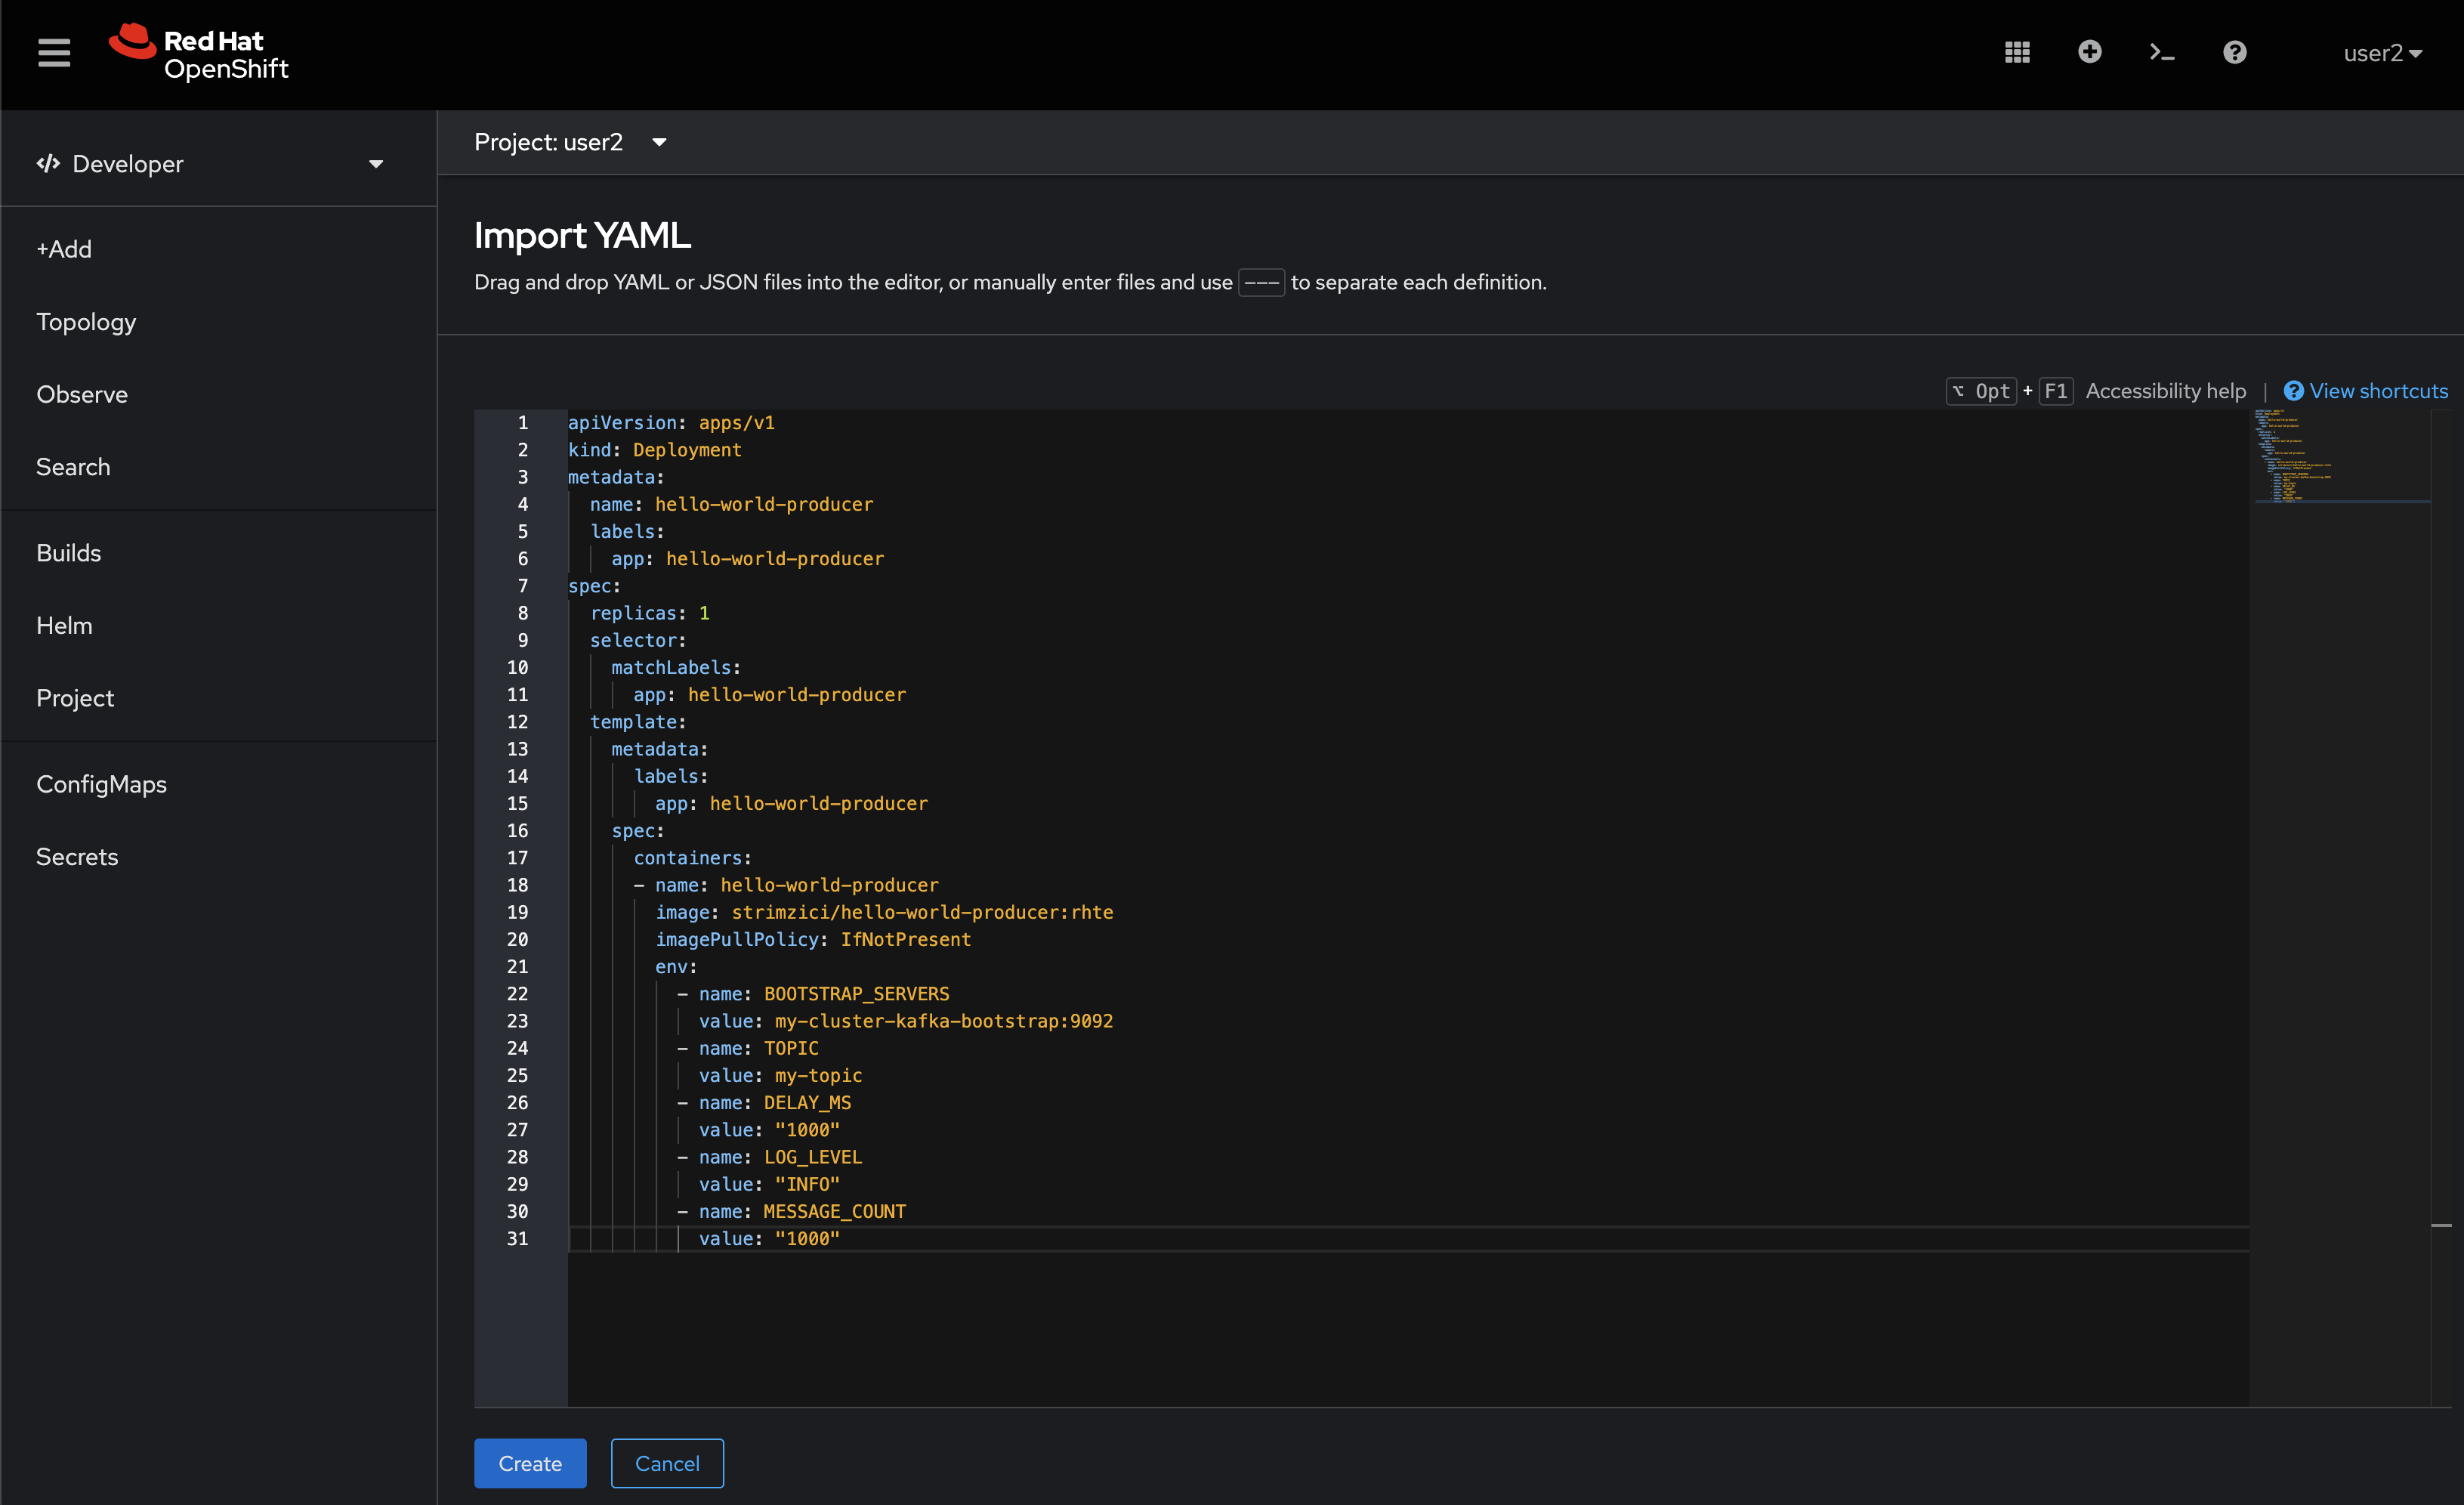 Red Hat
OpenShift
user2
Developer
+Add
Topology
Observe
Search
Builds
Helm
Project
ConfigMaps
Secrets
Project: user2
Import YAML
Drag and drop YAML or JSON files into the editor, or manually enter files and use --- to separate each definition.
⌥ Opt + F1 Accessibility help | View shortcuts
1 apiVersion: apps/v1
2 kind: Deployment
3 metadata:
4   name: hello-world-producer
5   labels:
6     app: hello-world-producer
7 spec:
8   replicas: 1
9   selector:
10     matchLabels:
11       app: hello-world-producer
12   template:
13     metadata:
14       labels:
15         app: hello-world-producer
16     spec:
17       containers:
18       - name: hello-world-producer
19         image: strimzici/hello-world-producer:rhte
20         imagePullPolicy: IfNotPresent
21         env:
22           - name: BOOTSTRAP_SERVERS
23             value: my-cluster-kafka-bootstrap:9092
24           - name: TOPIC
25             value: my-topic
26           - name: DELAY_MS
27             value: "1000"
28           - name: LOG_LEVEL
29             value: "INFO"
30           - name: MESSAGE_COUNT
31             value: "1000"
Create
Cancel